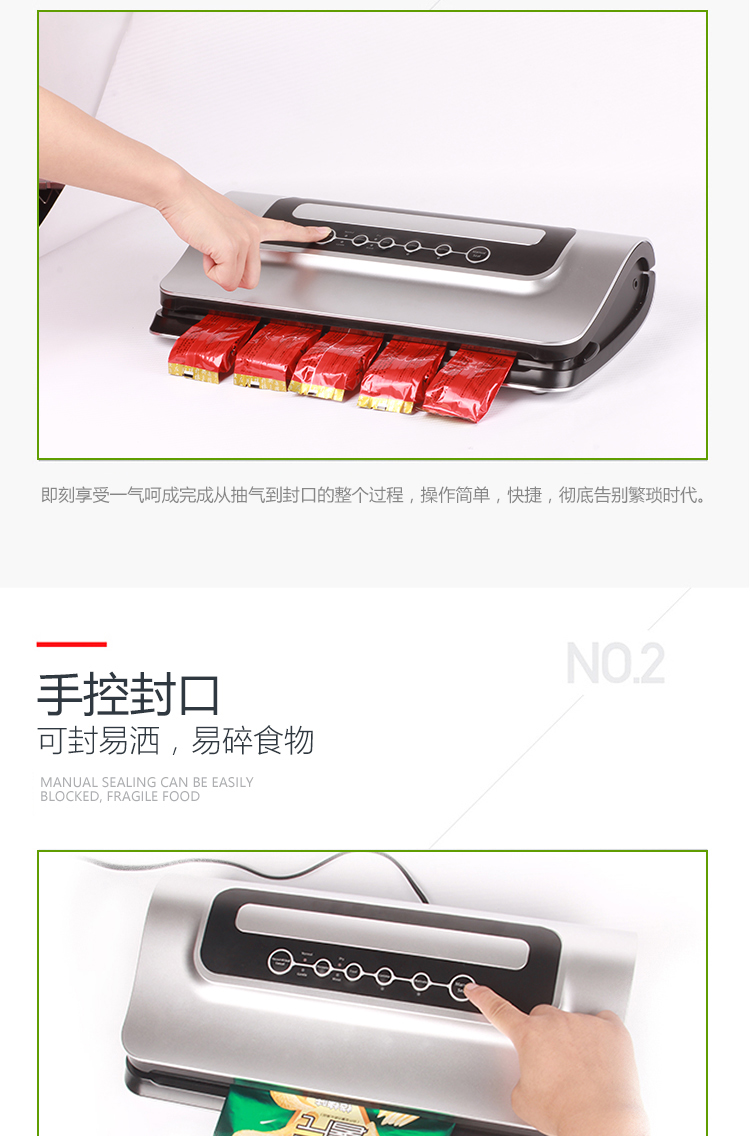 即刻享受一气呵成完成从抽气到封口的整个过程，操作简单，快捷，彻底告别繁琐时代。
NO.2
手控封口
可封易洒，易碎食物
MANUAL SEALING CAN BE EASILY
BLOCKED, FRAGILE FOOD